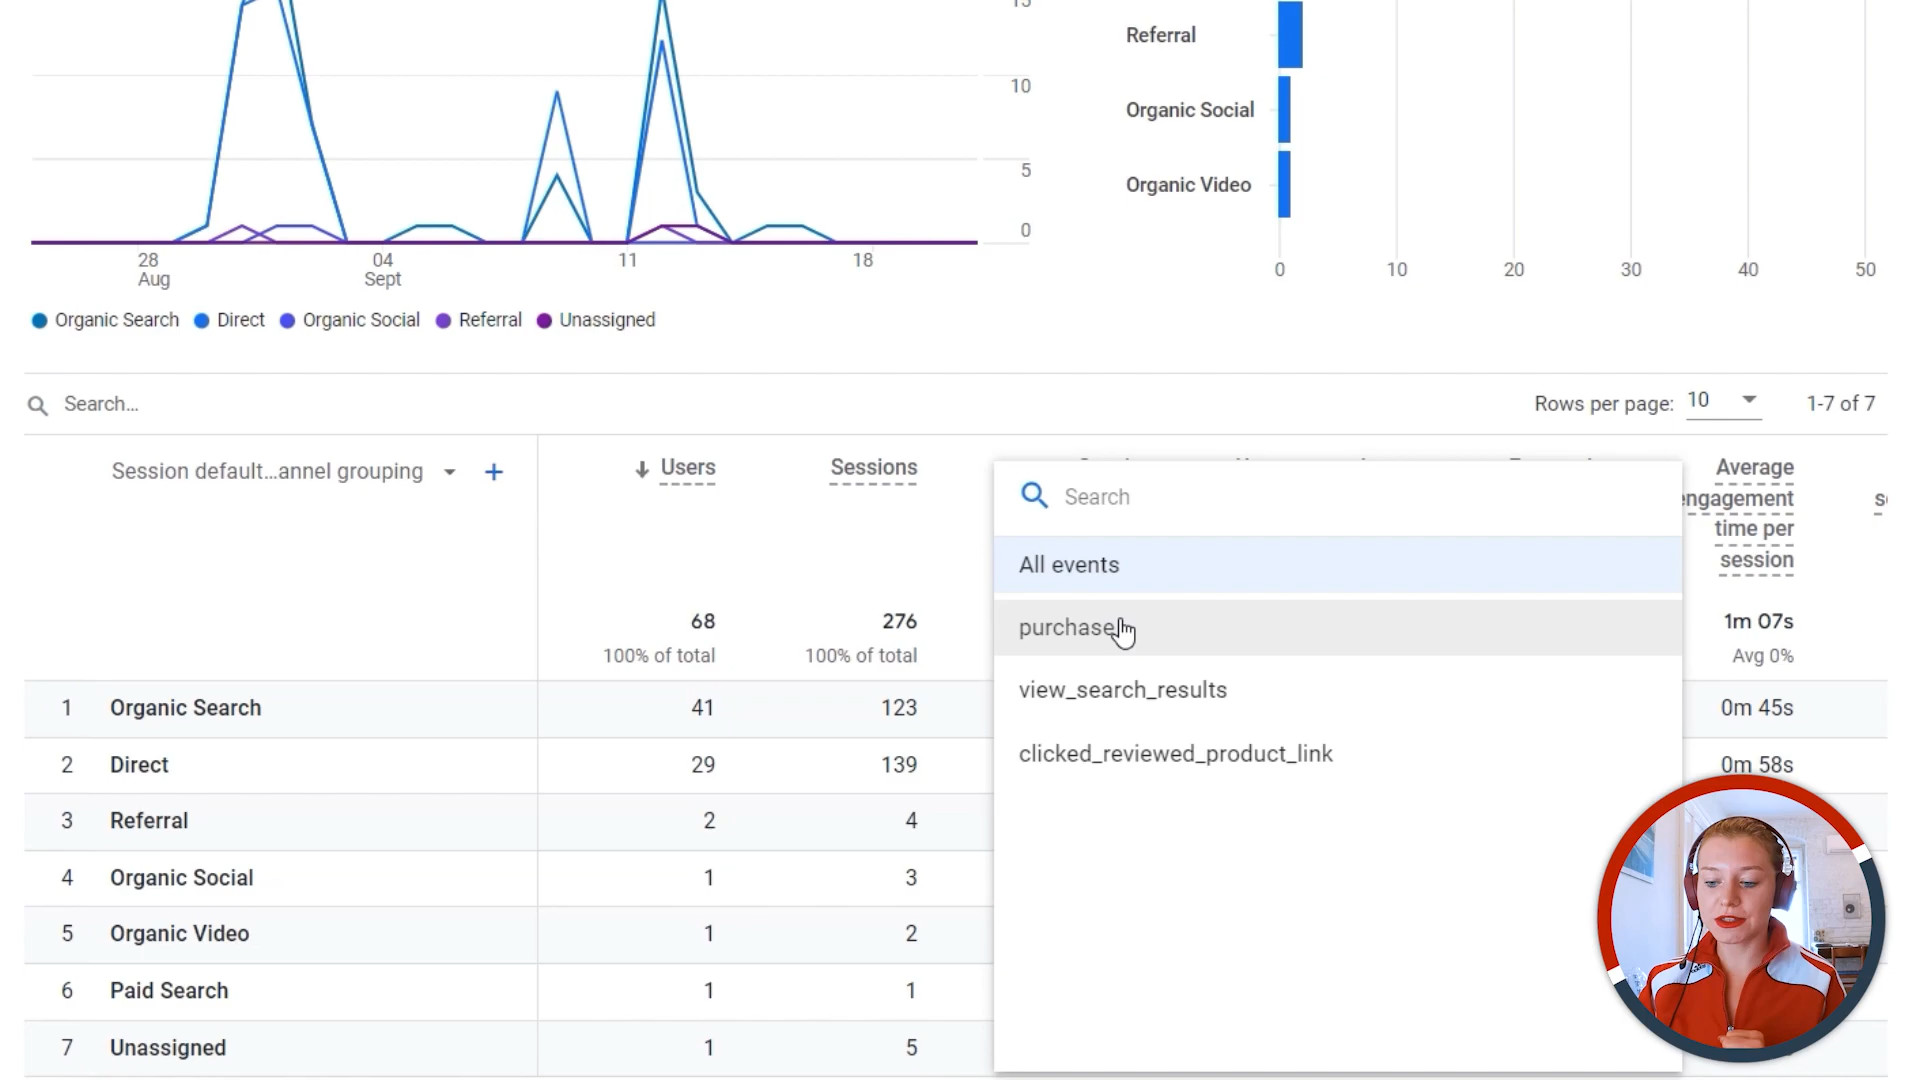 15
10
5
0
28
Aug
04
Sept
11
18
Organic Search
Direct
Organic Social
Referral
Unassigned
Referral
Organic Social
Organic Video
0
10
20
30
40
50
Search...
Rows per page:
10
1-7 of 7
Session default...annel grouping
Users
Sessions
Average
engagement
time per
session
68
276
1m 07s
100% of total
100% of total
Avg 0%
1 Organic Search 41 123 0m 45s
2 Direct 29 139 0m 58s
3 Referral 2 4
4 Organic Social 1 3
5 Organic Video 1 2
6 Paid Search 1 1
7 Unassigned 1 5
Search
All events
purchase
view_search_results
clicked_reviewed_product_link